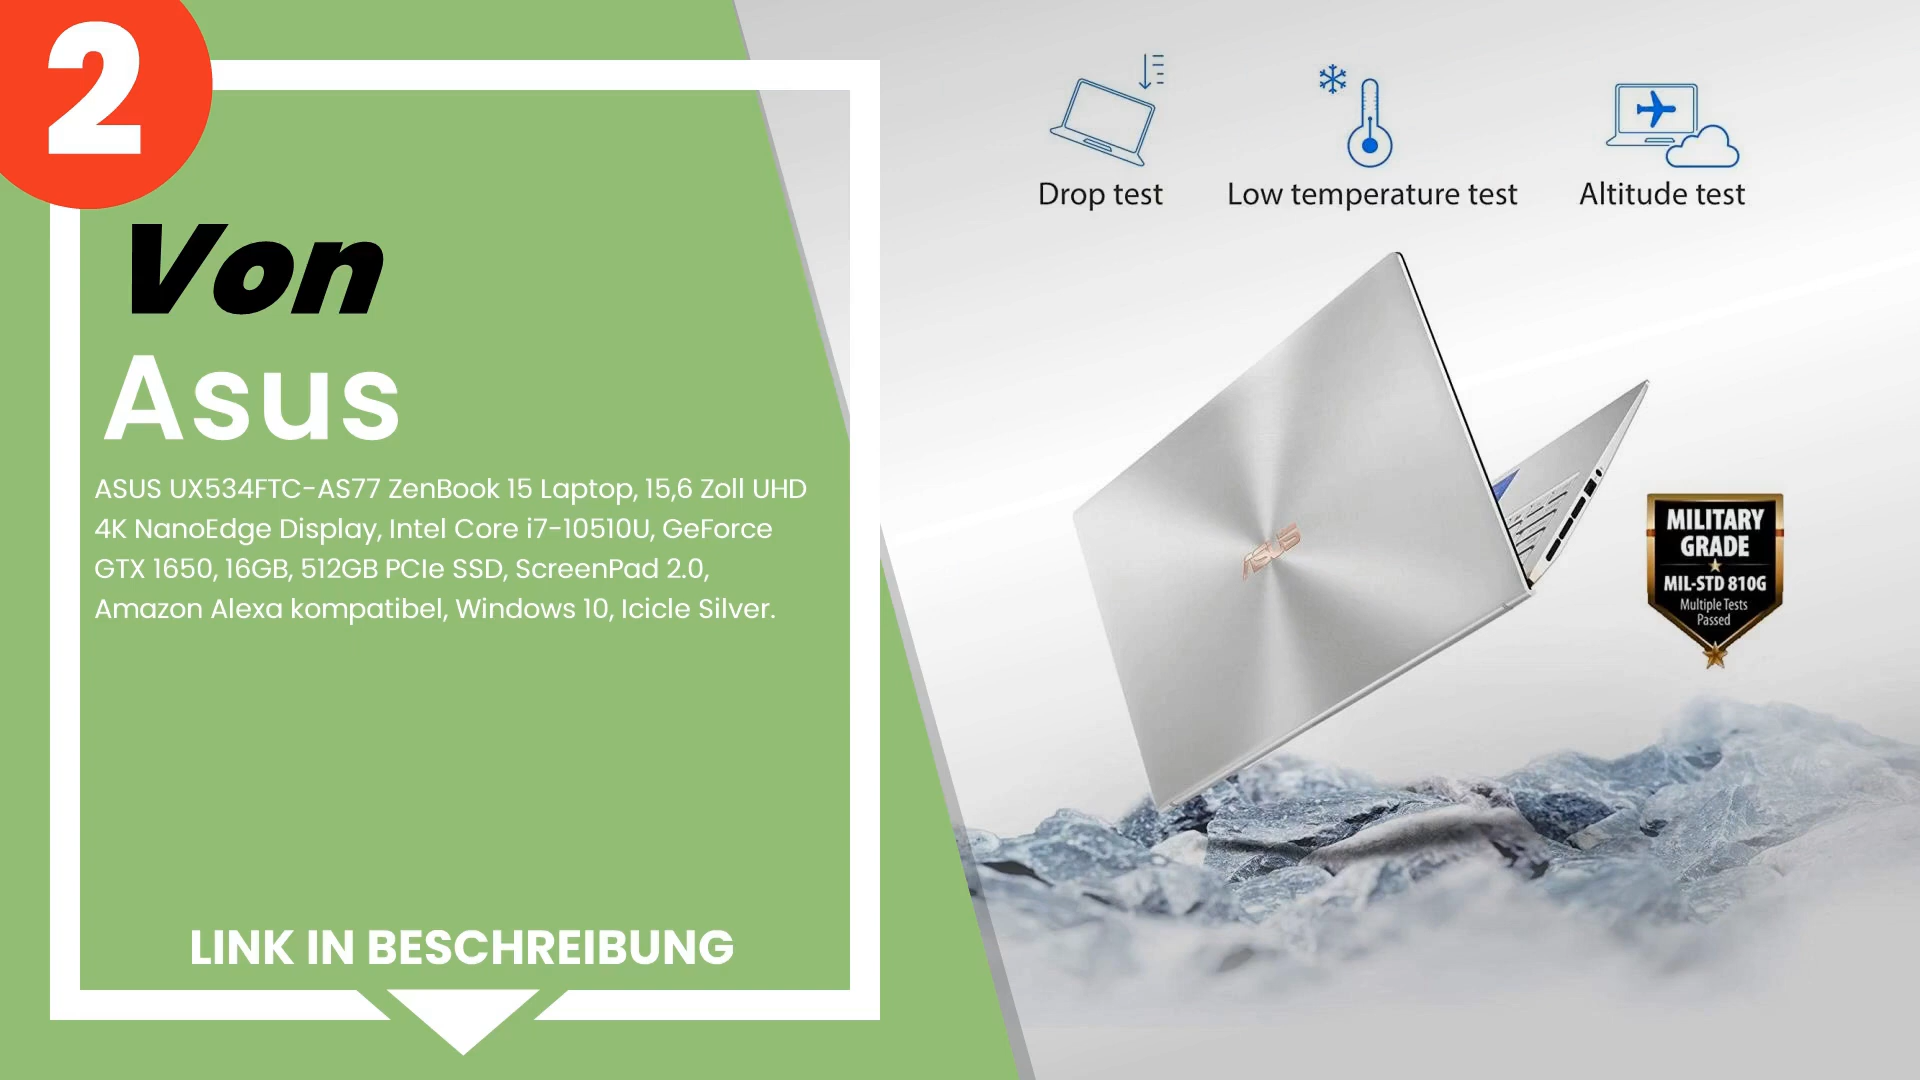 2
Von
Asus
ASUS UX534FTC-AS77 ZenBook 15 Laptop, 15,6 Zoll UHD
4K NanoEdge Display, Intel Core i7-10510U, GeForce
GTX 1650, 16GB, 512GB PCIe SSD, ScreenPad 2.0,
Amazon Alexa kompatibel, Windows 10, Icicle Silver.
LINK IN BESCHREIBUNG
Drop test
Low temperature test
Altitude test
ASUS
MILITARY
GRADE
MIL-STD 810G
Multiple Tests
Passed